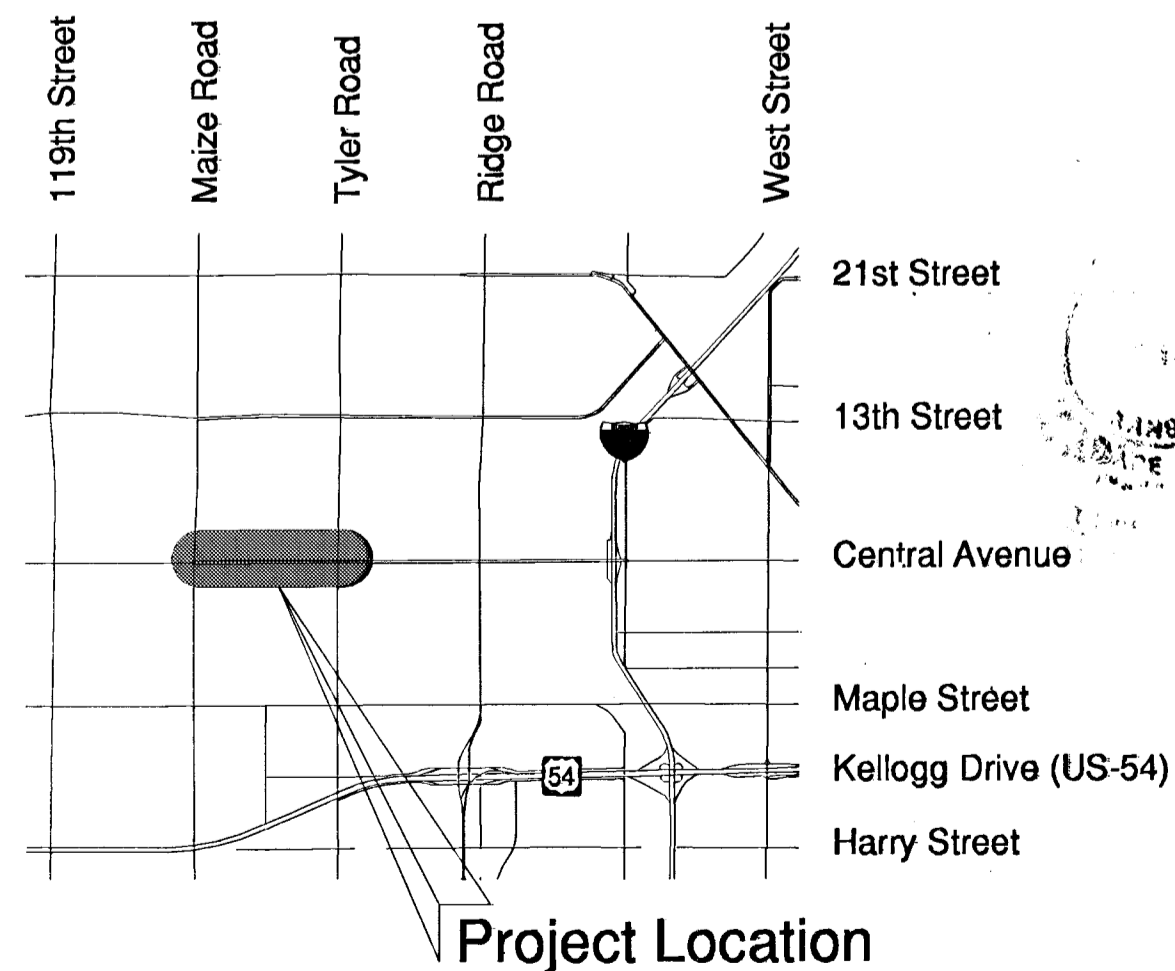 119th Street
Maize Road
Tyler Road
Ridge Road
West Street
21st Street
13th Street
Central Avenue
Maple Street
54
Kellogg Drive (US-54)
Harry Street
Project Location